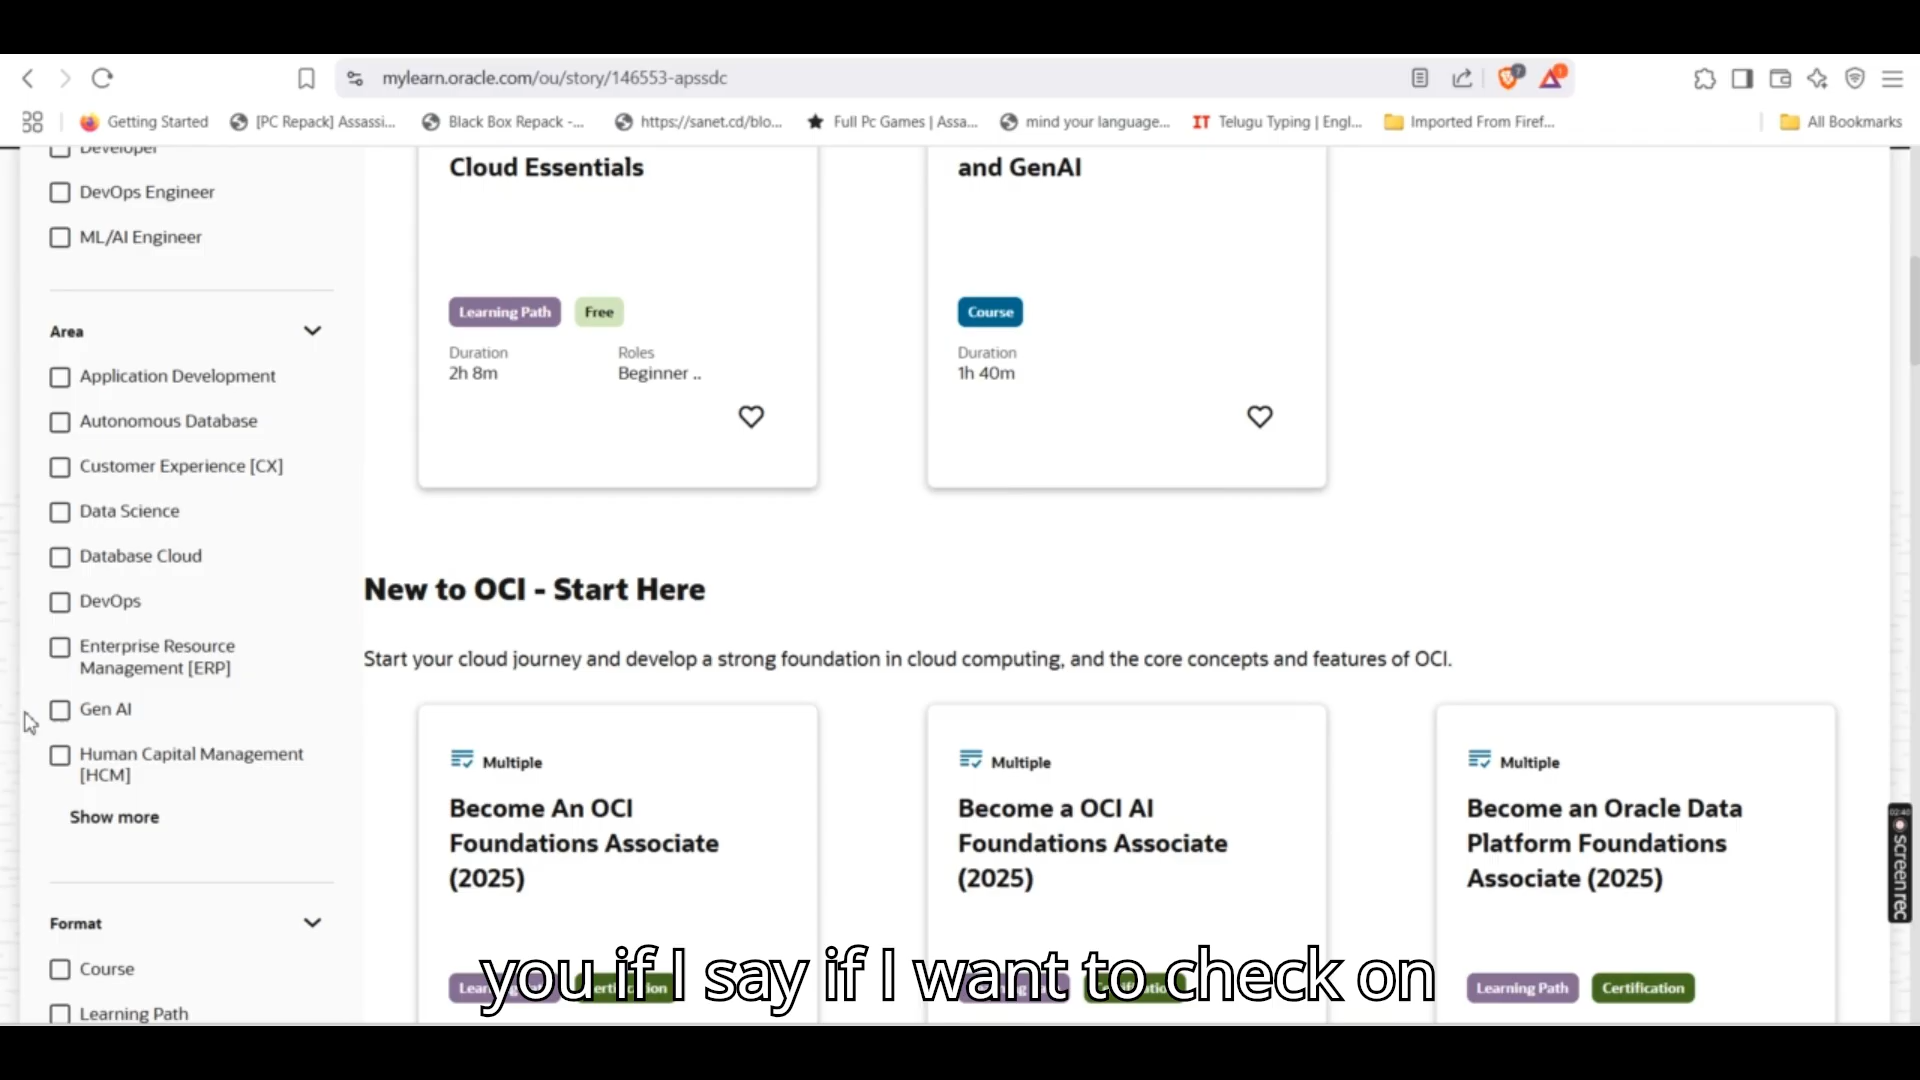 mylearn.oracle.com/ou/story/146553-apssdc
7
1
Getting Started
[PC Repack] Assassi...
Black Box Repack -...
https://sanet.cd/blo...
Full Pc Games | Assa...
mind your language...
IT Telugu Typing | Engl...
Imported From Firef...
All Bookmarks
Developer
DevOps Engineer
ML/AI Engineer
Area
Application Development
Autonomous Database
Customer Experience [CX]
Data Science
Database Cloud
DevOps
Enterprise Resource
Management [ERP]
Gen AI
Human Capital Management
[HCM]
Show more
Format
Course
Learning Path
Cloud Essentials
Learning Path Free
Duration Roles
2h 8m Beginner ..
and GenAI
Course
Duration
1h 40m
New to OCI - Start Here
Start your cloud journey and develop a strong foundation in cloud computing, and the core concepts and features of OCI.
Multiple
Become An OCI
Foundations Associate
(2025)
Multiple
Become a OCI AI
Foundations Associate
(2025)
Multiple
Become an Oracle Data
Platform Foundations
Associate (2025)
Learning Path Certification
you if I say if I want to check on
screenrec